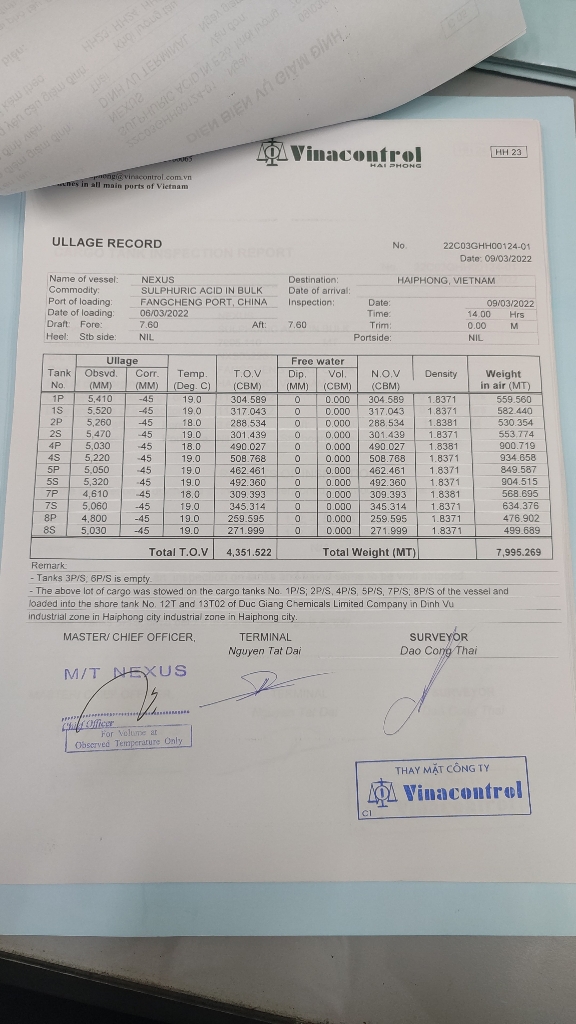 Vinacontrol
HAI PHONG
HH 23
@vinacontrol.com.vn
in all main ports of Vietnam
ULLAGE RECORD
No. 22C03GHH00124-01
Date: 09/03/2022
Name of vessel: NEXUS Destination: HAIPHONG, VIETNAM
Commodity: SULPHURIC ACID IN BULK Date of arrival:
Port of loading: FANGCHENG PORT, CHINA Inspection: Date: 09/03/2022
Date of loading: 06/03/2022 Time: 14.00 Hrs
Draft: Fore: 7.60 Aft: 7.60 Trim: 0.00 M
Heel: Stb side: NIL Portside: NIL
Ullage Free water
Tank Obsvd. Corr. Temp. T.O.V Dip. Vol. N.O.V Density Weight
No. (MM) (MM) (Deg. C) (CBM) (MM) (CBM) (CBM) in air (MT)
1P 5,410 -45 19.0 304.589 0 0.000 304.589 1.8371 559.560
1S 5,520 -45 19.0 317.043 0 0.000 317.043 1.8371 582.440
2P 5,260 -45 18.0 288.534 0 0.000 288.534 1.8381 530.354
2S 5,470 -45 19.0 301.439 0 0.000 301.439 1.8371 553.774
4P 5,030 -45 18.0 490.027 0 0.000 490.027 1.8381 900.719
4S 5,220 -45 19.0 508.768 0 0.000 508.768 1.8371 934.658
5P 5,050 -45 19.0 462.461 0 0.000 462.461 1.8371 849.587
5S 5,320 -45 19.0 492.360 0 0.000 492.360 1.8371 904.515
7P 4,610 -45 18.0 309.393 0 0.000 309.393 1.8381 568.695
7S 5,060 -45 19.0 345.314 0 0.000 345.314 1.8371 634.376
8P 4,800 -45 19.0 259.595 0 0.000 259.595 1.8371 476.902
8S 5,030 -45 19.0 271.999 0 0.000 271.999 1.8371 499.689
Total T.O.V 4,351.522 Total Weight (MT) 7,995.269
Remark:
- Tanks 3P/S, 6P/S is empty.
- The above lot of cargo was stowed on the cargo tanks No. 1P/S; 2P/S, 4P/S, 5P/S, 7P/S; 8P/S of the vessel and
loaded into the shore tank No. 12T and 13T02 of Duc Giang Chemicals Limited Company in Dinh Vu
industrial zone in Haiphong city industrial zone in Haiphong city.
MASTER/ CHIEF OFFICER, TERMINAL SURVEYOR
Nguyen Tat Dai Dao Cong Thai
M/T NEXUS
Chief Officer
For Volume at
Observed Temperature Only
THAY MẶT CÔNG TY
Vinacontrol
C1